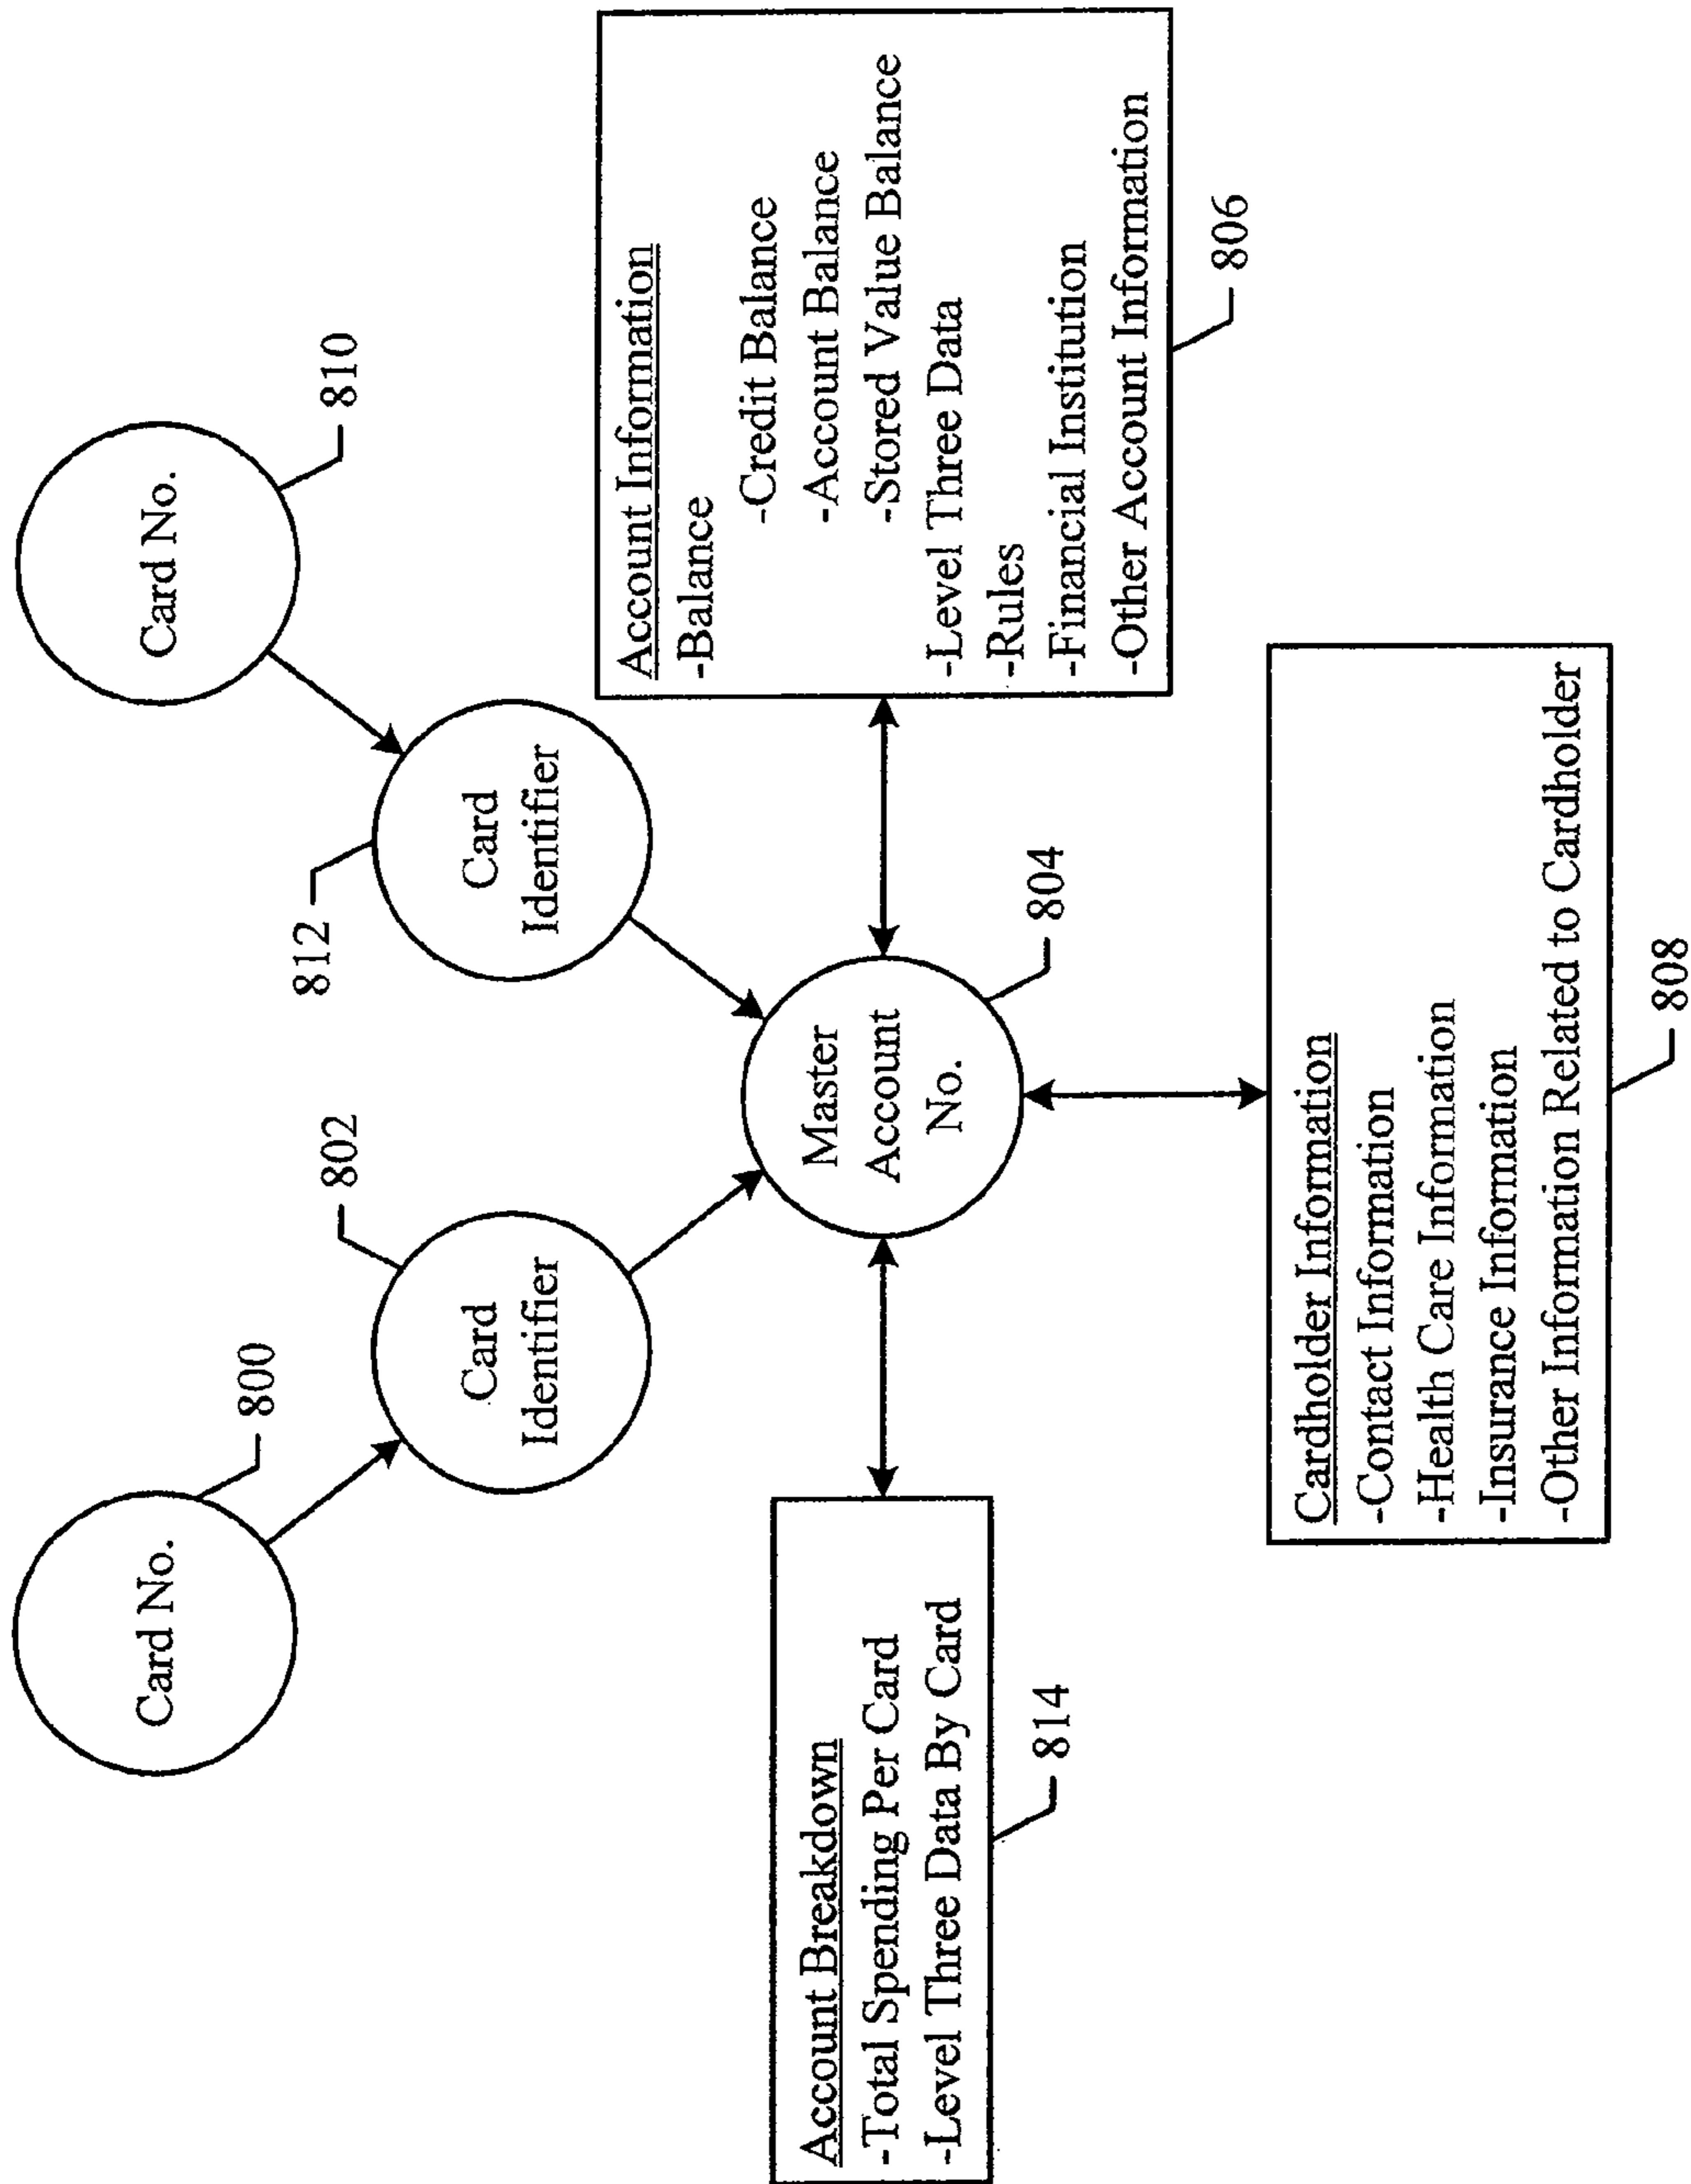 Card No.
800
Card No.
810
Card
Identifier
802
812
Card
Identifier
Master
Account
No.
804
Account Breakdown
-Total Spending Per Card
-Level Three Data By Card
814
Account Information
-Balance
-Credit Balance
-Account Balance
-Stored Value Balance
-Level Three Data
-Rules
-Financial Institution
-Other Account Information
806
Cardholder Information
-Contact Information
-Health Care Information
-Insurance Information
-Other Information Related to Cardholder
808